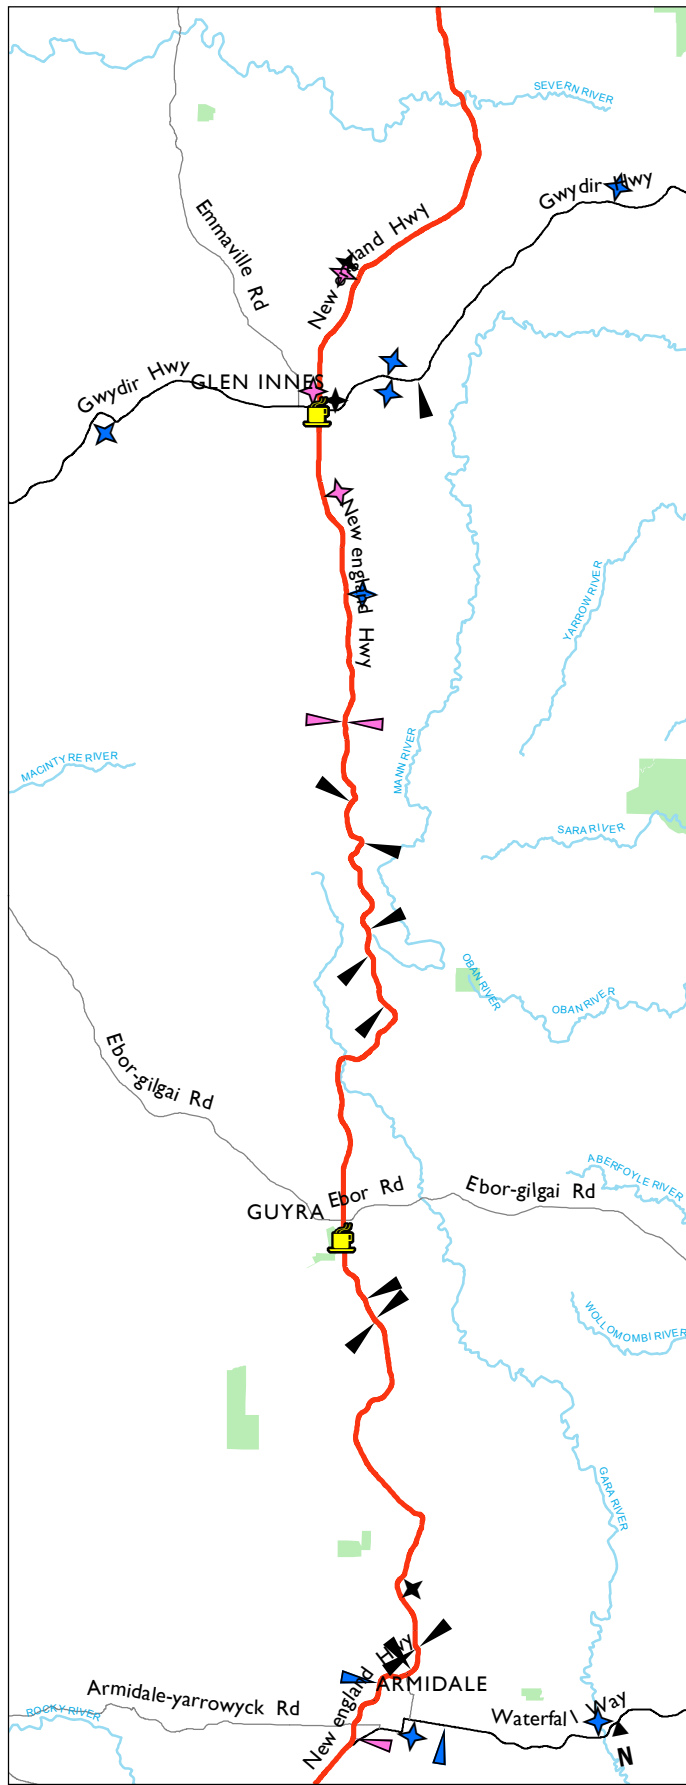 SEVERN RIVER
Gwydir Hwy
Emmaville Rd
New england Hwy
Gwydir Hwy
GLEN INNES
New england Hwy
YARROW RIVER
MANN RIVER
MACINTYRE RIVER
SARA RIVER
OBAN RIVER
OBAN RIVER
Ebor-gilgai Rd
ABERFOYLE RIVER
Ebor Rd
Ebor-gilgai Rd
GUYRA
WOLLOMOMBI RIVER
GARA RIVER
New england Hwy
ARMIDALE
Armidale-yarrowyck Rd
ROCKY RIVER
Waterfall Way
N